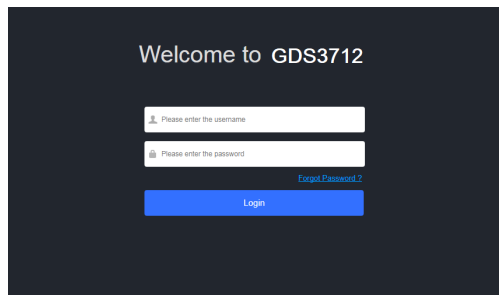 Welcome to GDS3712
Please enter the username
Please enter the password
Forgot Password ?
Login